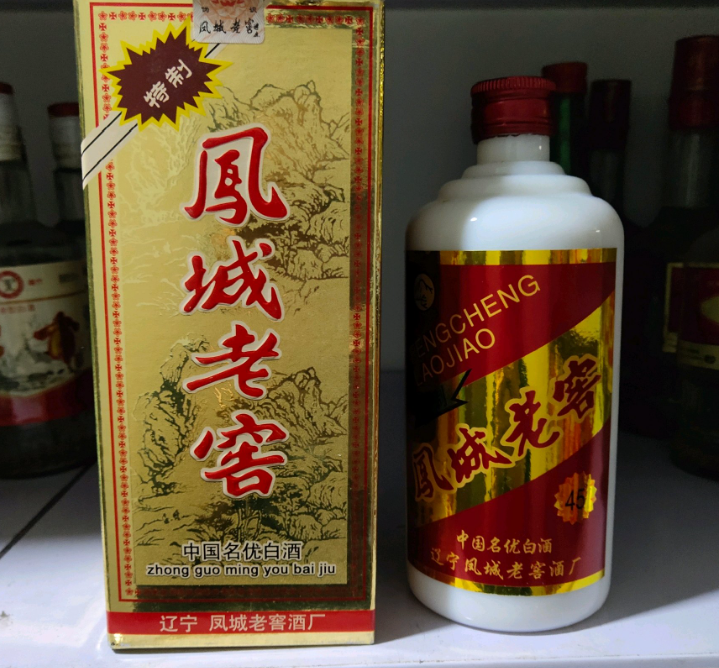 凤城老窖
特制
凤城老窖
中国名优白酒
zhong guo ming you bai jiu
辽宁 凤城老窖酒厂
ENGCHENG
LAOJIAO
凤城老窖
46
中国名优白酒
辽宁凤城老窖酒厂